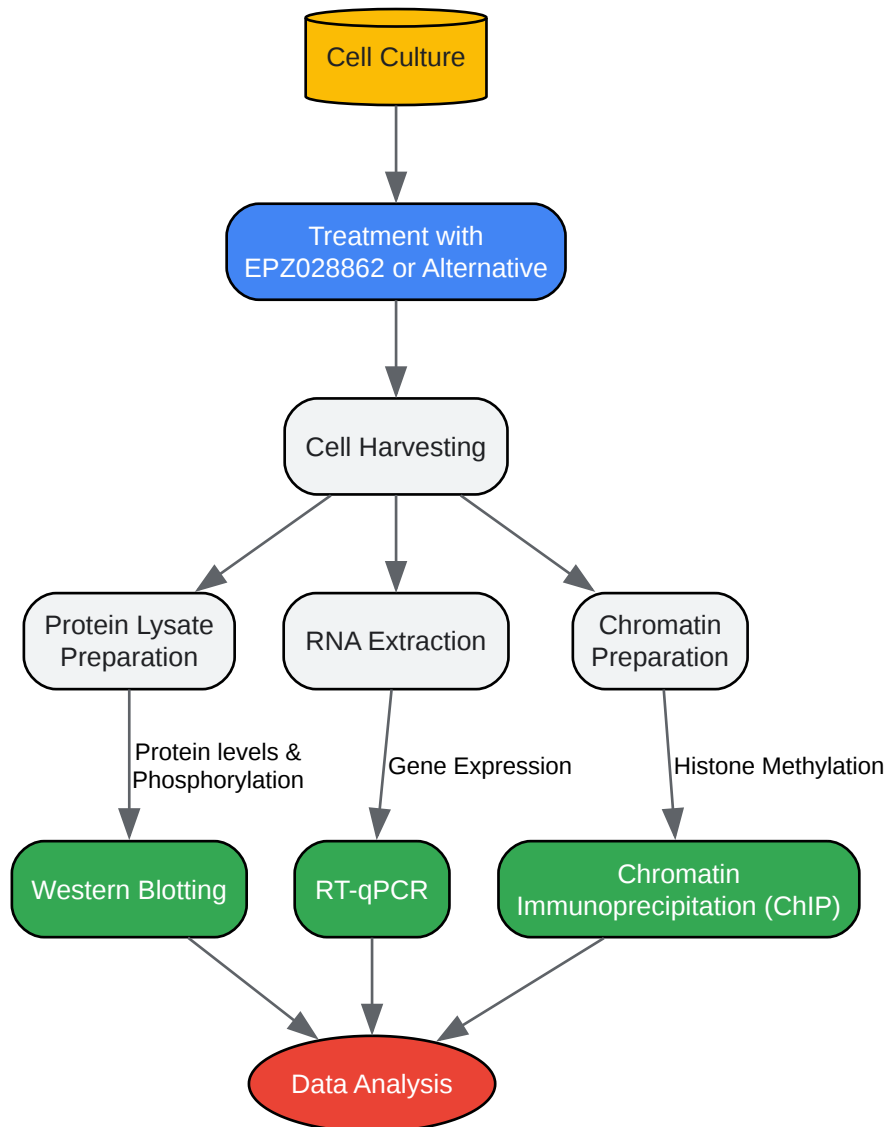 Cell Culture
Treatment with
EPZ028862 or Alternative
Cell Harvesting
Protein Lysate
Preparation
RNA Extraction
Chromatin
Preparation
Protein levels &
Phosphorylation
Gene Expression
Histone Methylation
Western Blotting
RT-qPCR
Chromatin
Immunoprecipitation (ChIP)
Data Analysis